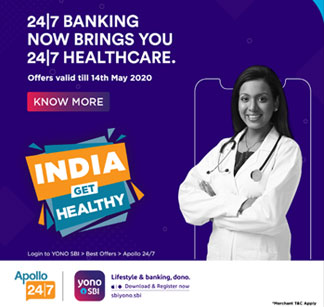 24|7 BANKING
NOW BRINGS YOU
24|7 HEALTHCARE.
Offers valid till 14th May 2020
KNOW MORE
INDIA
GET
HEALTHY
Login to YONO SBI > Best Offers > Apollo 24|7
Apollo
24|7
yono
SBI
Lifestyle & banking, dono.
Download & Register now
sbiyono.sbi
*Merchant T&C Apply